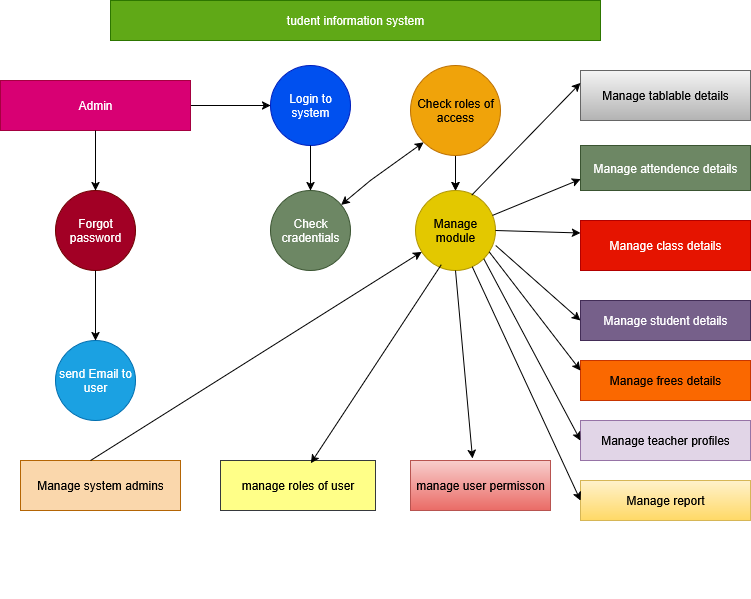 tudent information system
Admin
Login to
system
Check roles of
access
Manage tablable details
Manage attendence details
Forgot
password
Check
credentials
Manage
module
Manage class details
Manage student details
send Email to
user
Manage frees details
Manage teacher profiles
Manage system admins
manage roles of user
manage user permisson
Manage report